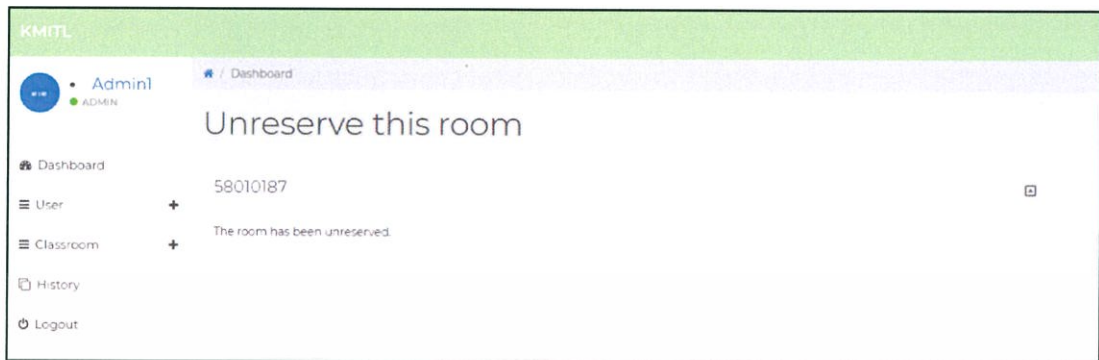 KMITL
Admin1
ADMIN
/ Dashboard
Unreserve this room
Dashboard
58010187
User
The room has been unreserved.
Classroom
History
Logout